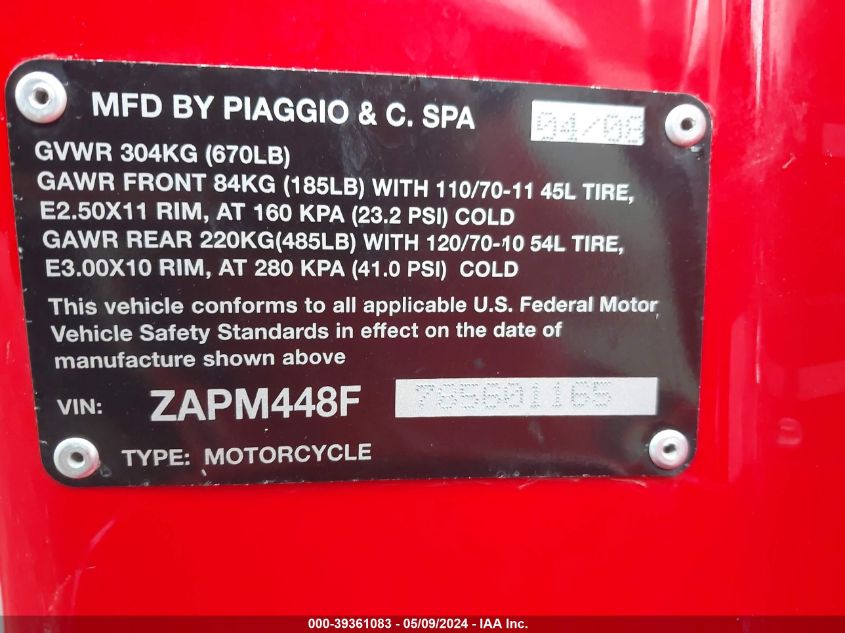 MFD BY PIAGGIO & C. SPA 04/08
GVWR 304KG (670LB)
GAWR FRONT 84KG (185LB) WITH 110/70-11 45L TIRE,
E2.50X11 RIM, AT 160 KPA (23.2 PSI) COLD
GAWR REAR 220KG(485LB) WITH 120/70-10 54L TIRE,
E3.00X10 RIM, AT 280 KPA (41.0 PSI) COLD
This vehicle conforms to all applicable U.S. Federal Motor
Vehicle Safety Standards in effect on the date of
manufacture shown above
VIN: ZAPM448F 785601165
TYPE: MOTORCYCLE
000-39361083 / 05/09/2024 - IAA Inc.